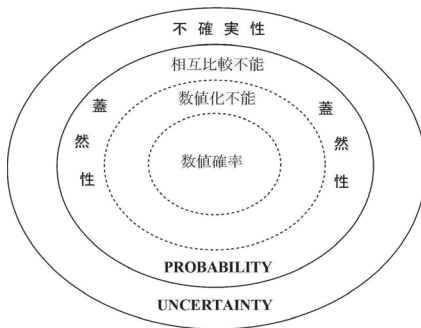 不確実性
相互比較不能
数値化不能
蓋然性
蓋然性
数値確率
PROBABILITY
UNCERTAINTY